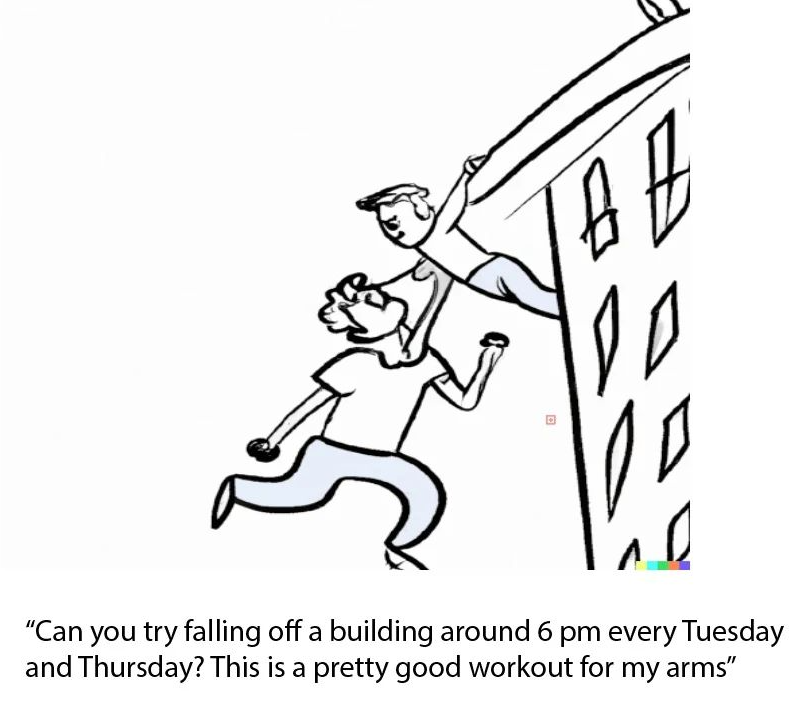 “Can you try falling off a building around 6 pm every Tuesday
and Thursday? This is a pretty good workout for my arms”